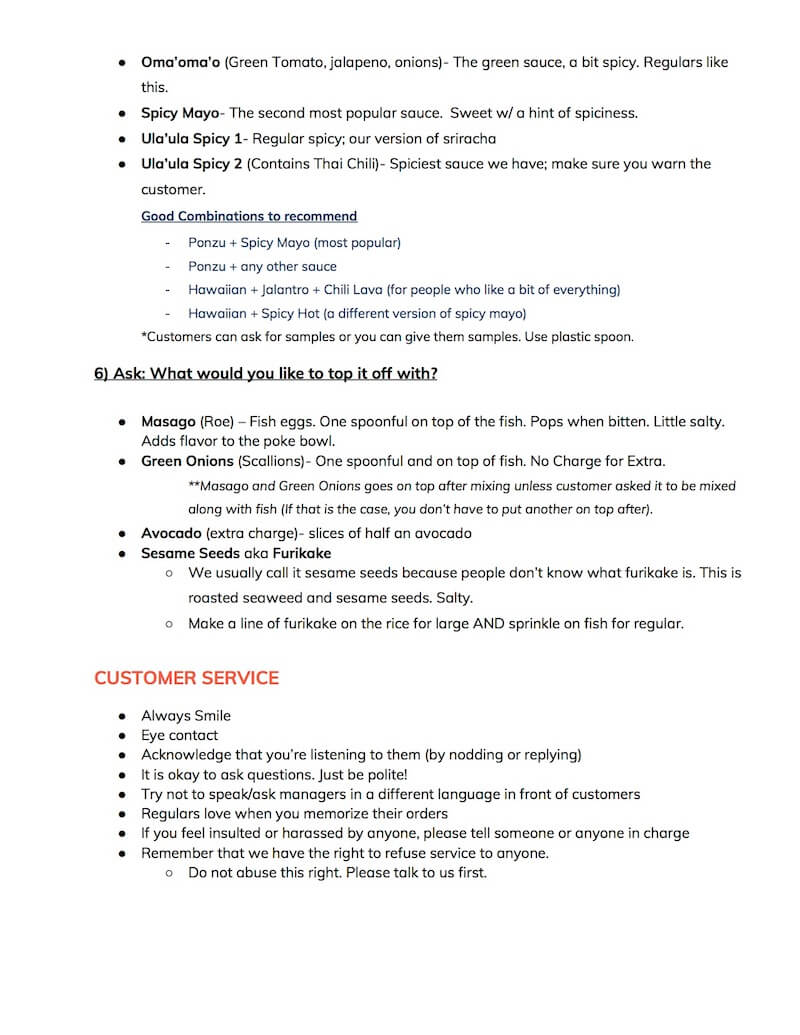 ● Oma'oma'o (Green Tomato, jalapeno, onions)- The green sauce, a bit spicy. Regulars like
this.
● Spicy Mayo- The second most popular sauce.  Sweet w/ a hint of spiciness.
● Ula'ula Spicy 1- Regular spicy; our version of sriracha
● Ula'ula Spicy 2 (Contains Thai Chili)- Spiciest sauce we have; make sure you warn the
customer.
Good Combinations to recommend
- Ponzu + Spicy Mayo (most popular)
- Ponzu + any other sauce
- Hawaiian + Jalantro + Chili Lava (for people who like a bit of everything)
- Hawaiian + Spicy Hot (a different version of spicy mayo)
*Customers can ask for samples or you can give them samples. Use plastic spoon.
6) Ask: What would you like to top it off with?
● Masago (Roe) – Fish eggs. One spoonful on top of the fish. Pops when bitten. Little salty.
Adds flavor to the poke bowl.
● Green Onions (Scallions)- One spoonful and on top of fish. No Charge for Extra.
**Masago and Green Onions goes on top after mixing unless customer asked it to be mixed
along with fish (If that is the case, you don't have to put another on top after).
● Avocado (extra charge)- slices of half an avocado
● Sesame Seeds aka Furikake
○ We usually call it sesame seeds because people don't know what furikake is. This is
roasted seaweed and sesame seeds. Salty.
○ Make a line of furikake on the rice for large AND sprinkle on fish for regular.
CUSTOMER SERVICE
● Always Smile
● Eye contact
● Acknowledge that you're listening to them (by nodding or replying)
● It is okay to ask questions. Just be polite!
● Try not to speak/ask managers in a different language in front of customers
● Regulars love when you memorize their orders
● If you feel insulted or harassed by anyone, please tell someone or anyone in charge
● Remember that we have the right to refuse service to anyone.
○ Do not abuse this right. Please talk to us first.